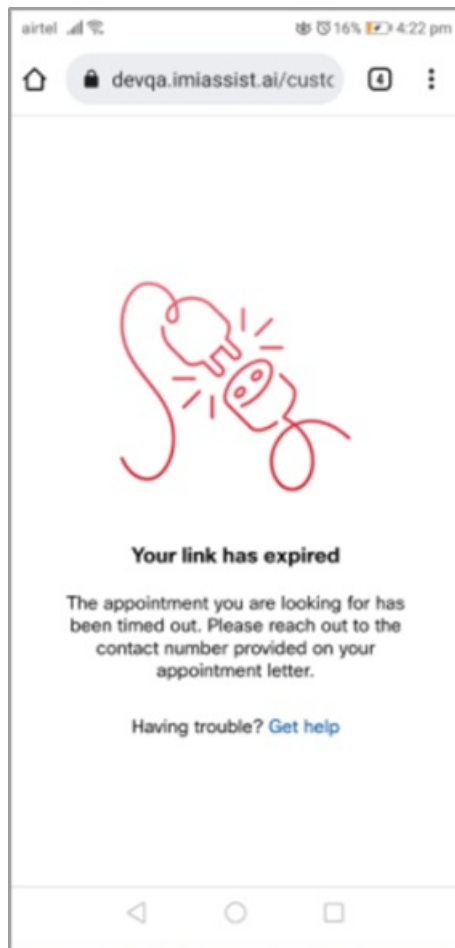 airtel 16% 4:22 pm
devqa.imiassist.ai/custc 4
Your link has expired
The appointment you are looking for has
been timed out. Please reach out to the
contact number provided on your
appointment letter.
Having trouble? Get help